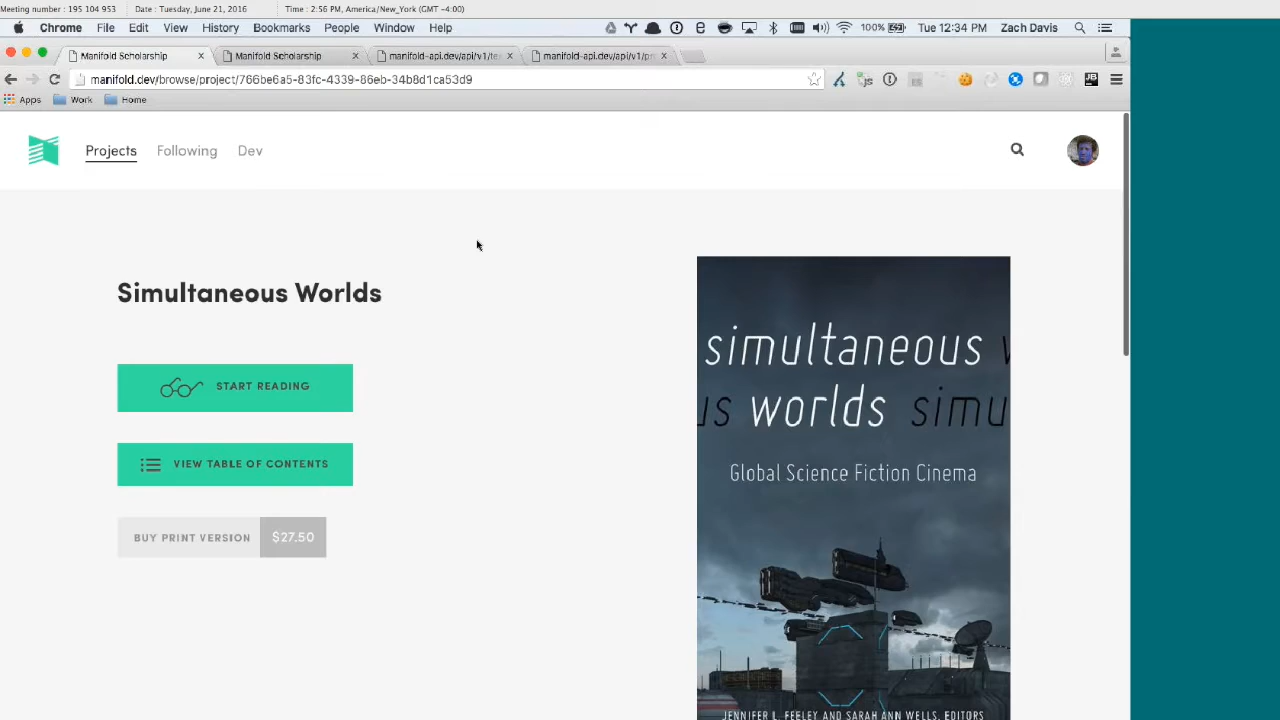 Meeting number : 195 104 953 Date : Tuesday, June 21, 2016 Time : 2:56 PM, America/New_York (GMT -4:00)
Chrome File Edit View History Bookmarks People Window Help 100% Tue 12:34 PM Zach Davis
Manifold Scholarship Manifold Scholarship manifold-api.dev/api/v1/te manifold-api.dev/api/v1/pr
manifold.dev/browse/project/766be6a5-83fc-4339-86eb-34b8d1ca53d9
Apps Work Home
Projects Following Dev
Simultaneous Worlds
START READING
VIEW TABLE OF CONTENTS
BUY PRINT VERSION $27.50
simultaneous w
us worlds simu
Global Science Fiction Cinema
JENNIFER L. FEELEY AND SARAH ANN WELLS, EDITORS